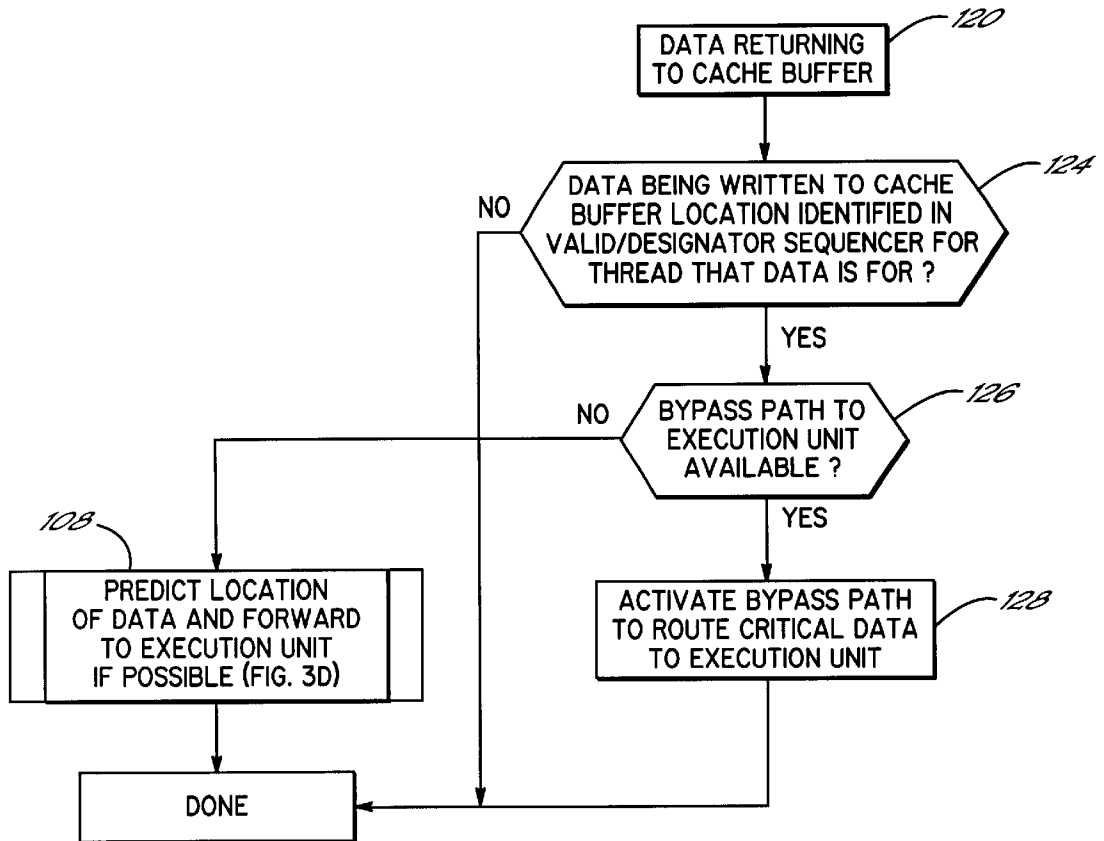 120
DATA RETURNING
TO CACHE BUFFER
124
DATA BEING WRITTEN TO CACHE
BUFFER LOCATION IDENTIFIED IN
VALID/DESIGNATOR SEQUENCER FOR
THREAD THAT DATA IS FOR ?
NO
YES
126
BYPASS PATH TO
EXECUTION UNIT
AVAILABLE ?
NO
YES
108
PREDICT LOCATION
OF DATA AND FORWARD
TO EXECUTION UNIT
IF POSSIBLE (FIG. 3D)
ACTIVATE BYPASS PATH
TO ROUTE CRITICAL DATA
TO EXECUTION UNIT
128
DONE